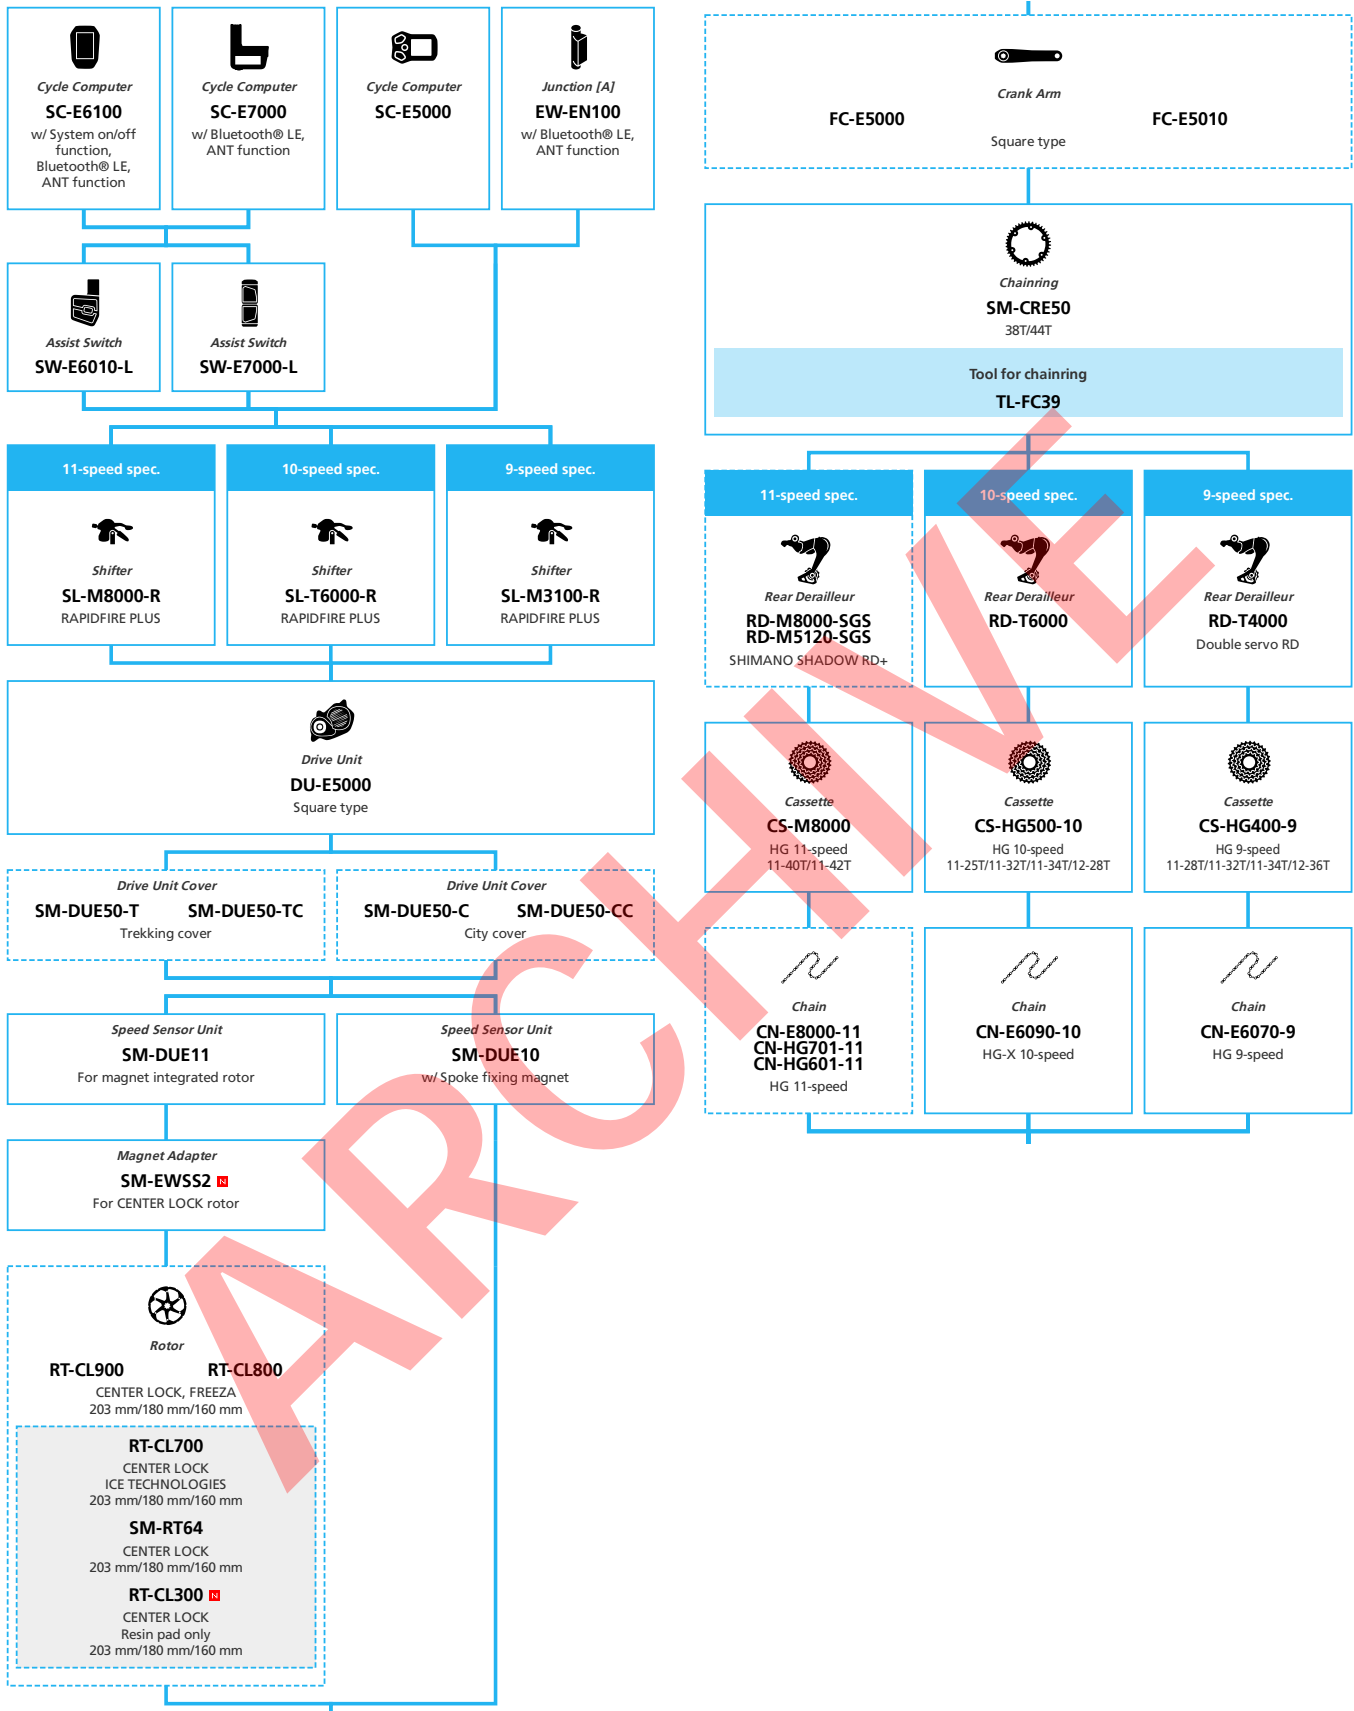 Cycle Computer
SC-E6100
w/ System on/off
function,
Bluetooth® LE,
ANT function
Cycle Computer
SC-E7000
w/ Bluetooth® LE,
ANT function
Cycle Computer
SC-E5000
Junction [A]
EW-EN100
w/ Bluetooth® LE,
ANT function
Assist Switch
SW-E6010-L
Assist Switch
SW-E7000-L
11-speed spec.
Shifter
SL-M8000-R
RAPIDFIRE PLUS
10-speed spec.
Shifter
SL-T6000-R
RAPIDFIRE PLUS
9-speed spec.
Shifter
SL-M3100-R
RAPIDFIRE PLUS
Drive Unit
DU-E5000
Square type
Drive Unit Cover
SM-DUE50-T SM-DUE50-TC
Trekking cover
Drive Unit Cover
SM-DUE50-C SM-DUE50-CC
City cover
Speed Sensor Unit
SM-DUE11
For magnet integrated rotor
Speed Sensor Unit
SM-DUE10
w/ Spoke fixing magnet
Magnet Adapter
SM-EWSS2 N
For CENTER LOCK rotor
Rotor
RT-CL900 RT-CL800
CENTER LOCK, FREEZA
203 mm/180 mm/160 mm
RT-CL700
CENTER LOCK
ICE TECHNOLOGIES
203 mm/180 mm/160 mm
SM-RT64
CENTER LOCK
203 mm/180 mm/160 mm
RT-CL300 N
CENTER LOCK
Resin pad only
203 mm/180 mm/160 mm
Crank Arm
FC-E5000 FC-E5010
Square type
Chainring
SM-CRE50
38T/44T
Tool for chainring
TL-FC39
11-speed spec.
Rear Derailleur
RD-M8000-SGS
RD-M5120-SGS
SHIMANO SHADOW RD+
10-speed spec.
Rear Derailleur
RD-T6000
9-speed spec.
Rear Derailleur
RD-T4000
Double servo RD
Cassette
CS-M8000
HG 11-speed
11-40T/11-42T
Cassette
CS-HG500-10
HG 10-speed
11-25T/11-32T/11-34T/12-28T
Cassette
CS-HG400-9
HG 9-speed
11-28T/11-32T/11-34T/12-36T
Chain
CN-E8000-11
CN-HG701-11
CN-HG601-11
HG 11-speed
Chain
CN-E6090-10
HG-X 10-speed
Chain
CN-E6070-9
HG 9-speed
ARCHIVE